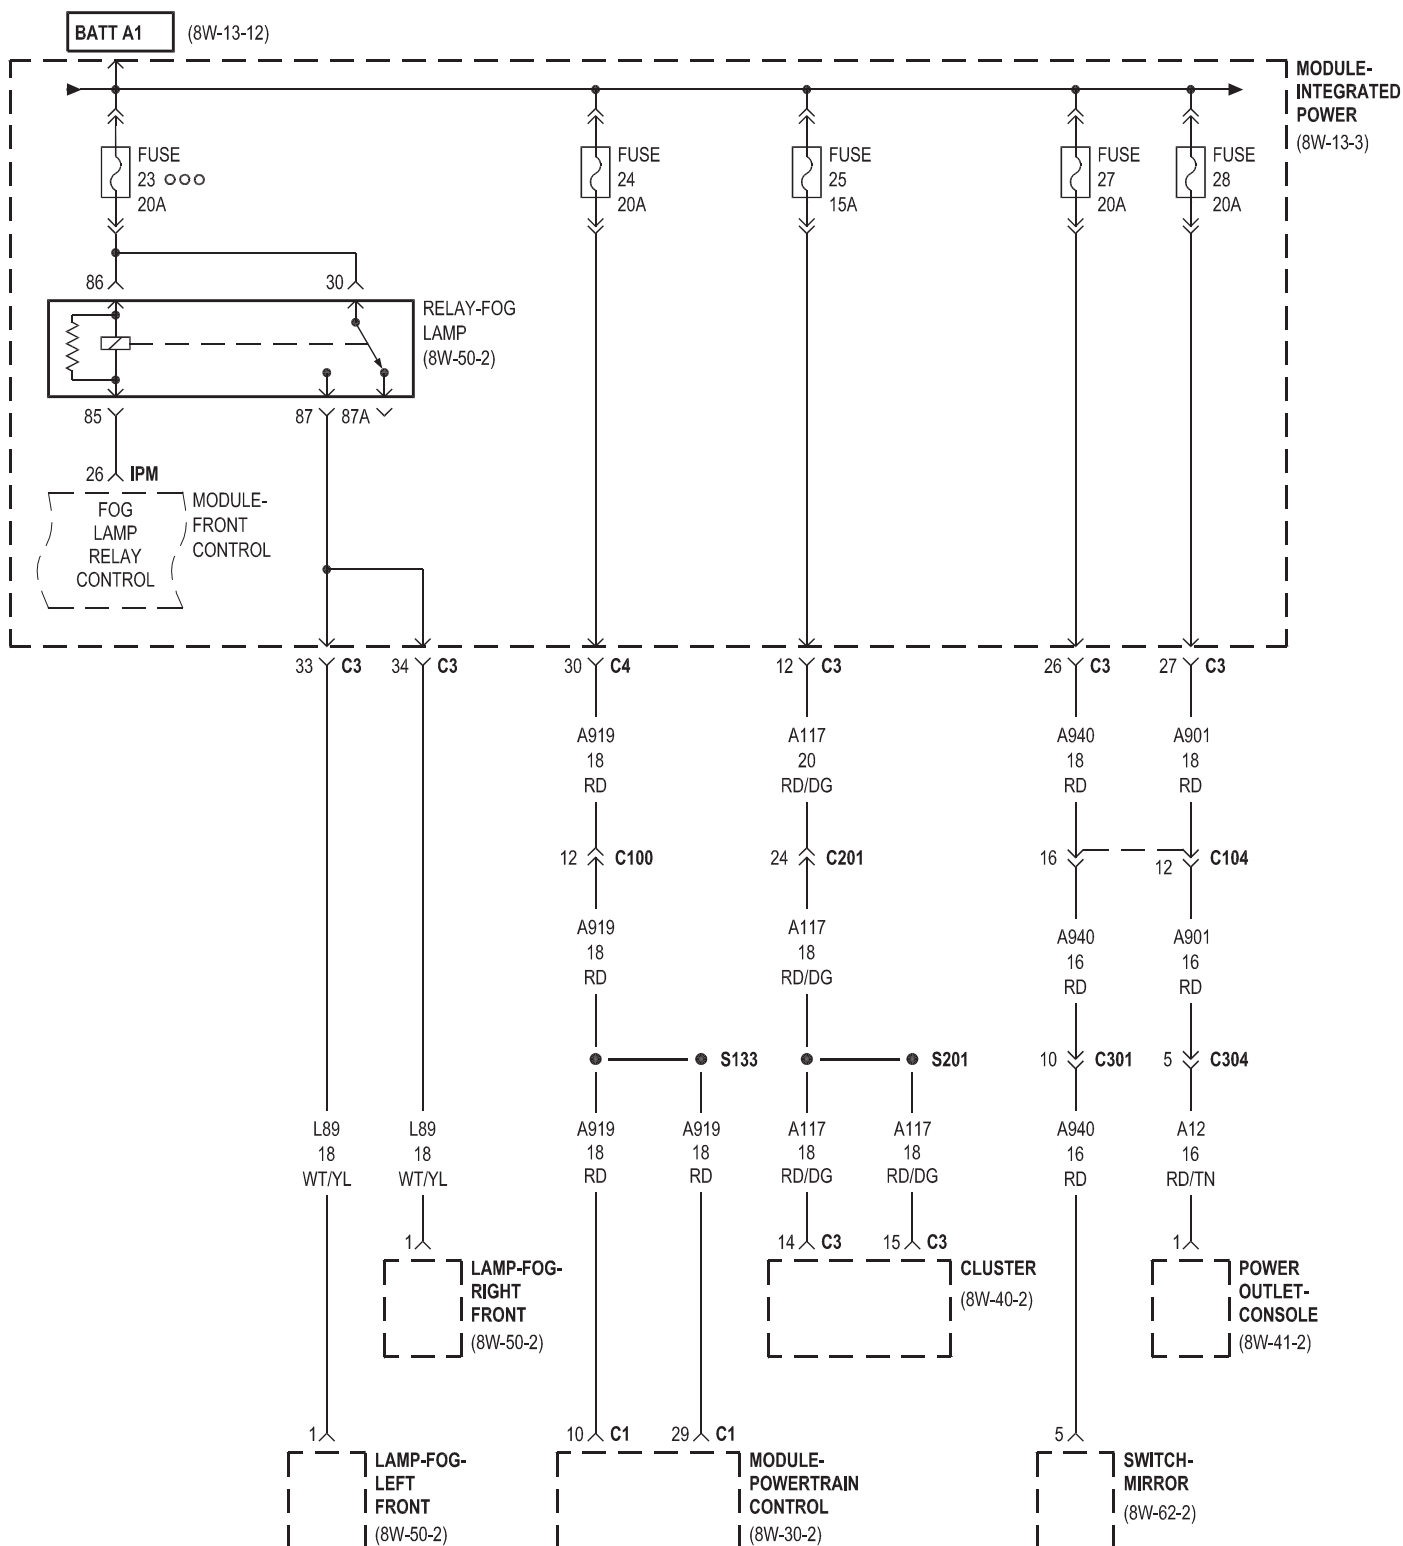 BATT A1 (8W-13-12)
MODULE-
INTEGRATED
POWER
(8W-13-3)
FUSE
23
20A
FUSE
24
20A
FUSE
25
15A
FUSE
27
20A
FUSE
28
20A
86 30
RELAY-FOG
LAMP
(8W-50-2)
85 87 87A
26 IPM
FOG
LAMP
RELAY
CONTROL
MODULE-
FRONT
CONTROL
33 C3 34 C3 30 C4 12 C3 26 C3 27 C3
A919 A117 A940 A901
18 20 18 18
RD RD/DG RD RD
12 C100 24 C201 16 12 C104
A919 A117 A940 A901
18 18 16 16
RD RD/DG RD RD
S133 S201 10 C301 5 C304
L89 L89 A919 A919 A117 A117 A940 A12
18 18 18 18 18 18 16 16
WT/YL WT/YL RD RD RD/DG RD/DG RD RD/TN
1 14 C3 15 C3 1
LAMP-FOG-
RIGHT
FRONT
(8W-50-2)
CLUSTER
(8W-40-2)
POWER
OUTLET-
CONSOLE
(8W-41-2)
1 10 C1 29 C1 5
LAMP-FOG-
LEFT
FRONT
(8W-50-2)
MODULE-
POWERTRAIN
CONTROL
(8W-30-2)
SWITCH-
MIRROR
(8W-62-2)